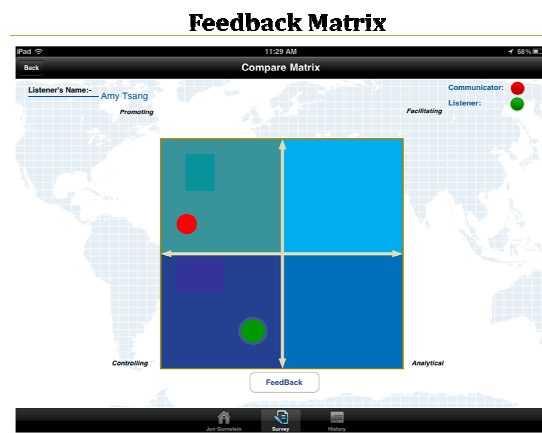 Feedback Matrix
iPad 11:29 AM 58%
Back Compare Matrix
Listener's Name:- Amy Tsang
Communicator:
Listener:
Promoting Facilitating
Controlling Analytical
FeedBack
Jon Gornstein Survey History